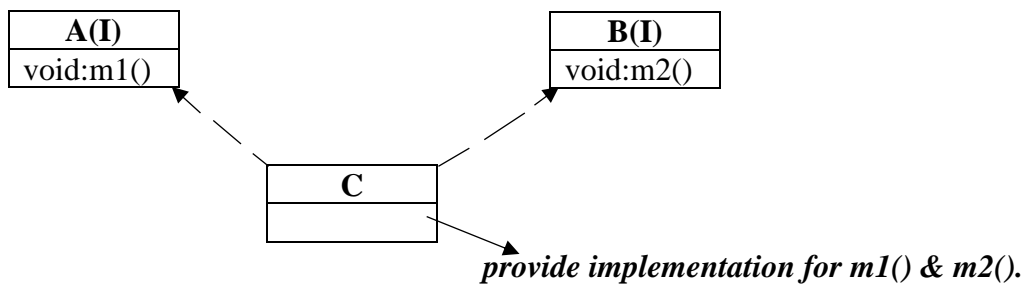 A(I)
void:m1()
B(I)
void:m2()
C
provide implementation for m1() & m2().